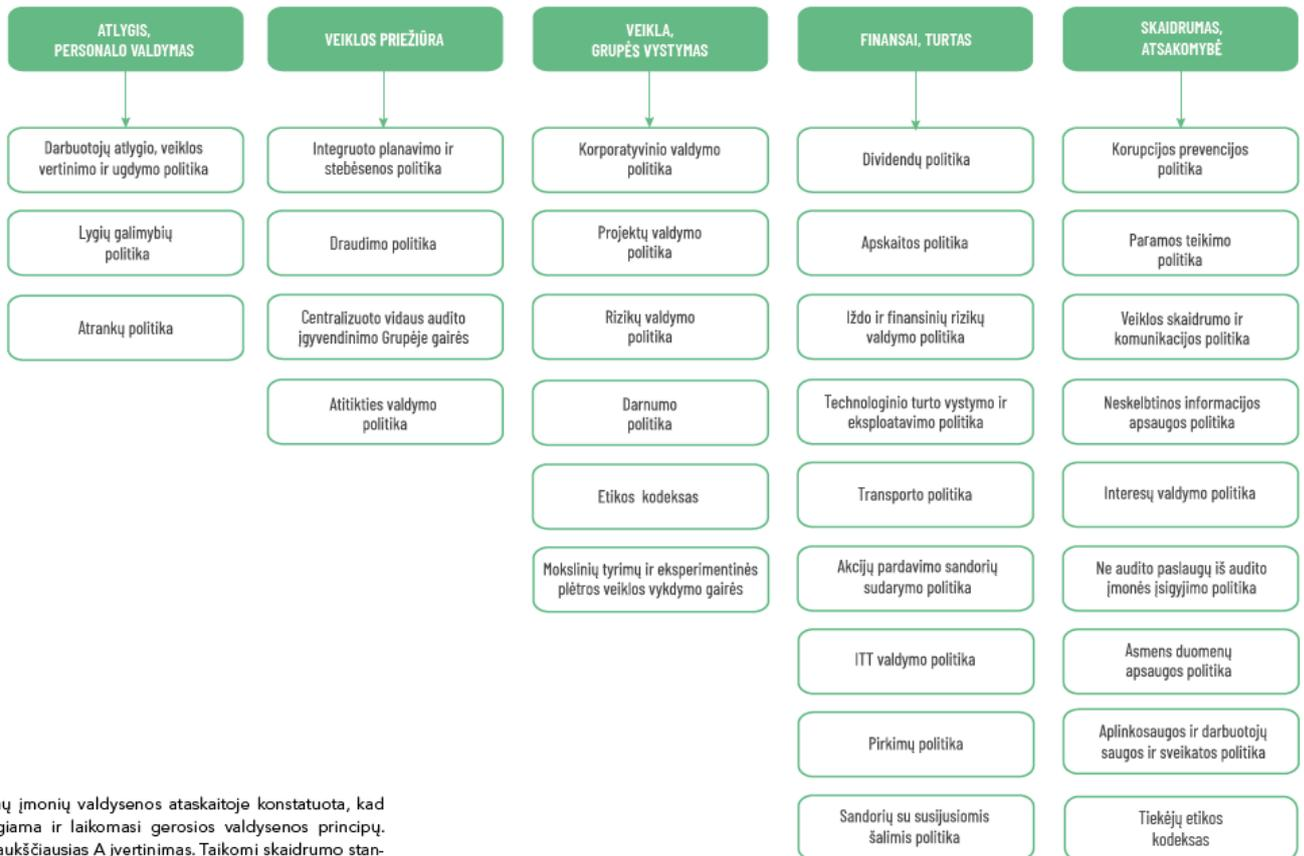 ATLYGIS,
PERSONALO VALDYMAS
Darbuotojų atlygio, veiklos
vertinimo ir ugdymo politika
Lygių galimybių
politika
Atrankų politika
VEIKLOS PRIEŽIŪRA
Integruoto planavimo ir
stebėsenos politika
Draudimo politika
Centralizuoto vidaus audito
įgyvendinimo Grupėje gairės
Atitikties valdymo
politika
VEIKLA,
GRUPĖS VYSTYMAS
Korporatyvinio valdymo
politika
Projektų valdymo
politika
Rizikų valdymo
politika
Darnumo
politika
Etikos kodeksas
Mokslinių tyrimų ir eksperimentinės
plėtros veiklos vykdymo gairės
FINANSAI, TURTAS
Dividendų politika
Apskaitos politika
Iždo ir finansinių rizikų
valdymo politika
Technologinio turto vystymo ir
eksploatavimo politika
Transporto politika
Akcijų pardavimo sandorių
sudarymo politika
ITT valdymo politika
Pirkimų politika
Sandorių su susijusiomis
šalimis politika
SKAIDRUMAS,
ATSAKOMYBĖ
Korupcijos prevencijos
politika
Paramos teikimo
politika
Veiklos skaidrumo ir
komunikacijos politika
Neskelbtinos informacijos
apsaugos politika
Interesų valdymo politika
Ne audito paslaugų iš audito
įmonės įsigyjimo politika
Asmens duomenų
apsaugos politika
Aplinkosaugos ir darbuotojų
saugos ir sveikatos politika
Tiekėjų etikos
kodeksas
įmonių valdysenos ataskaitoje konstatuota, kad
ir laikomasi gerosios valdysenos principų.
A įvertinimas. Taikomi skaidrumo stan-